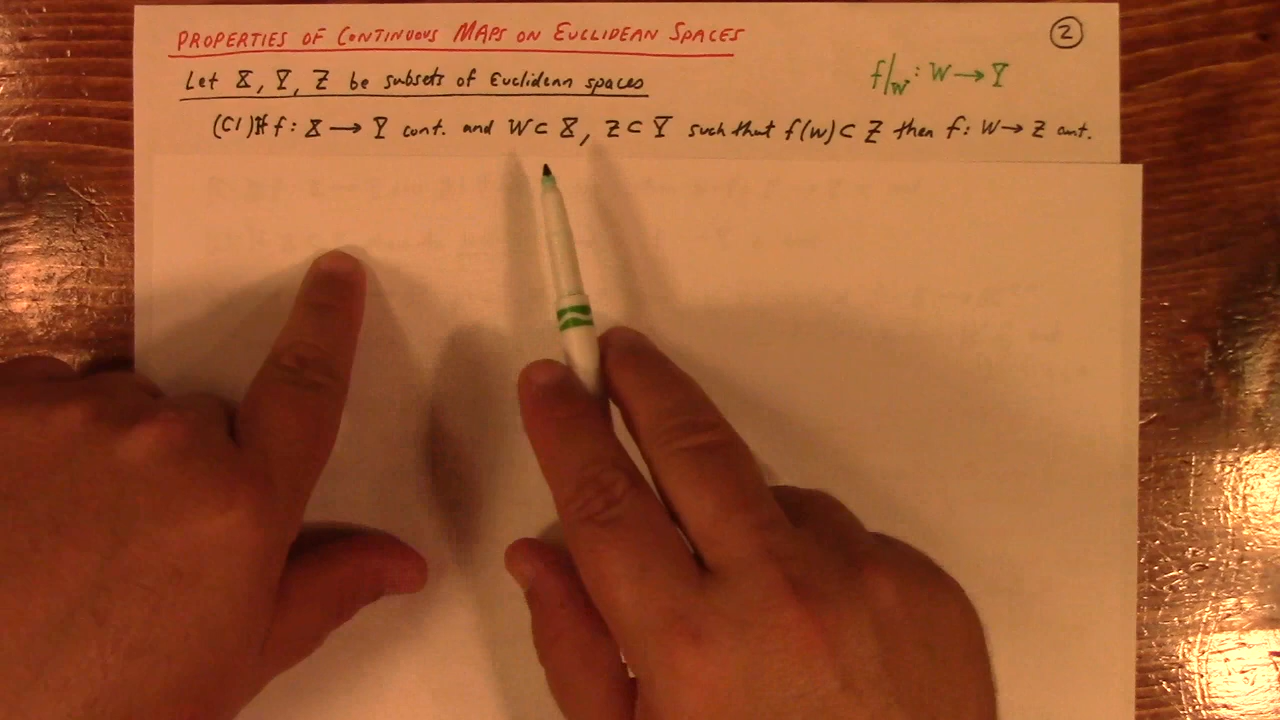 PROPERTIES OF CONTINUOUS MAPS ON EUCLIDEAN SPACES
②
Let X, Y, Z be subsets of Euclidean spaces
f|_W : W → Y
(C1) If f : X → Y cont. and W ⊂ X, Z ⊂ Y such that f(W) ⊂ Z then f : W → Z cont.